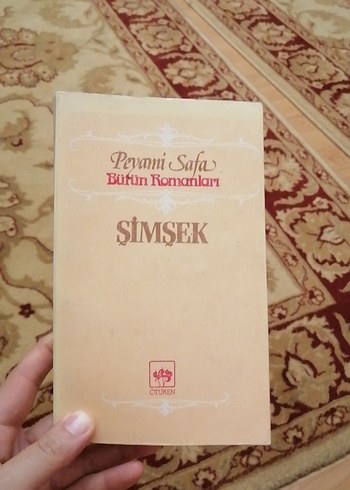 Peyami Safa
Bütün Romanları
ŞİMŞEK
ÖTÜKEN